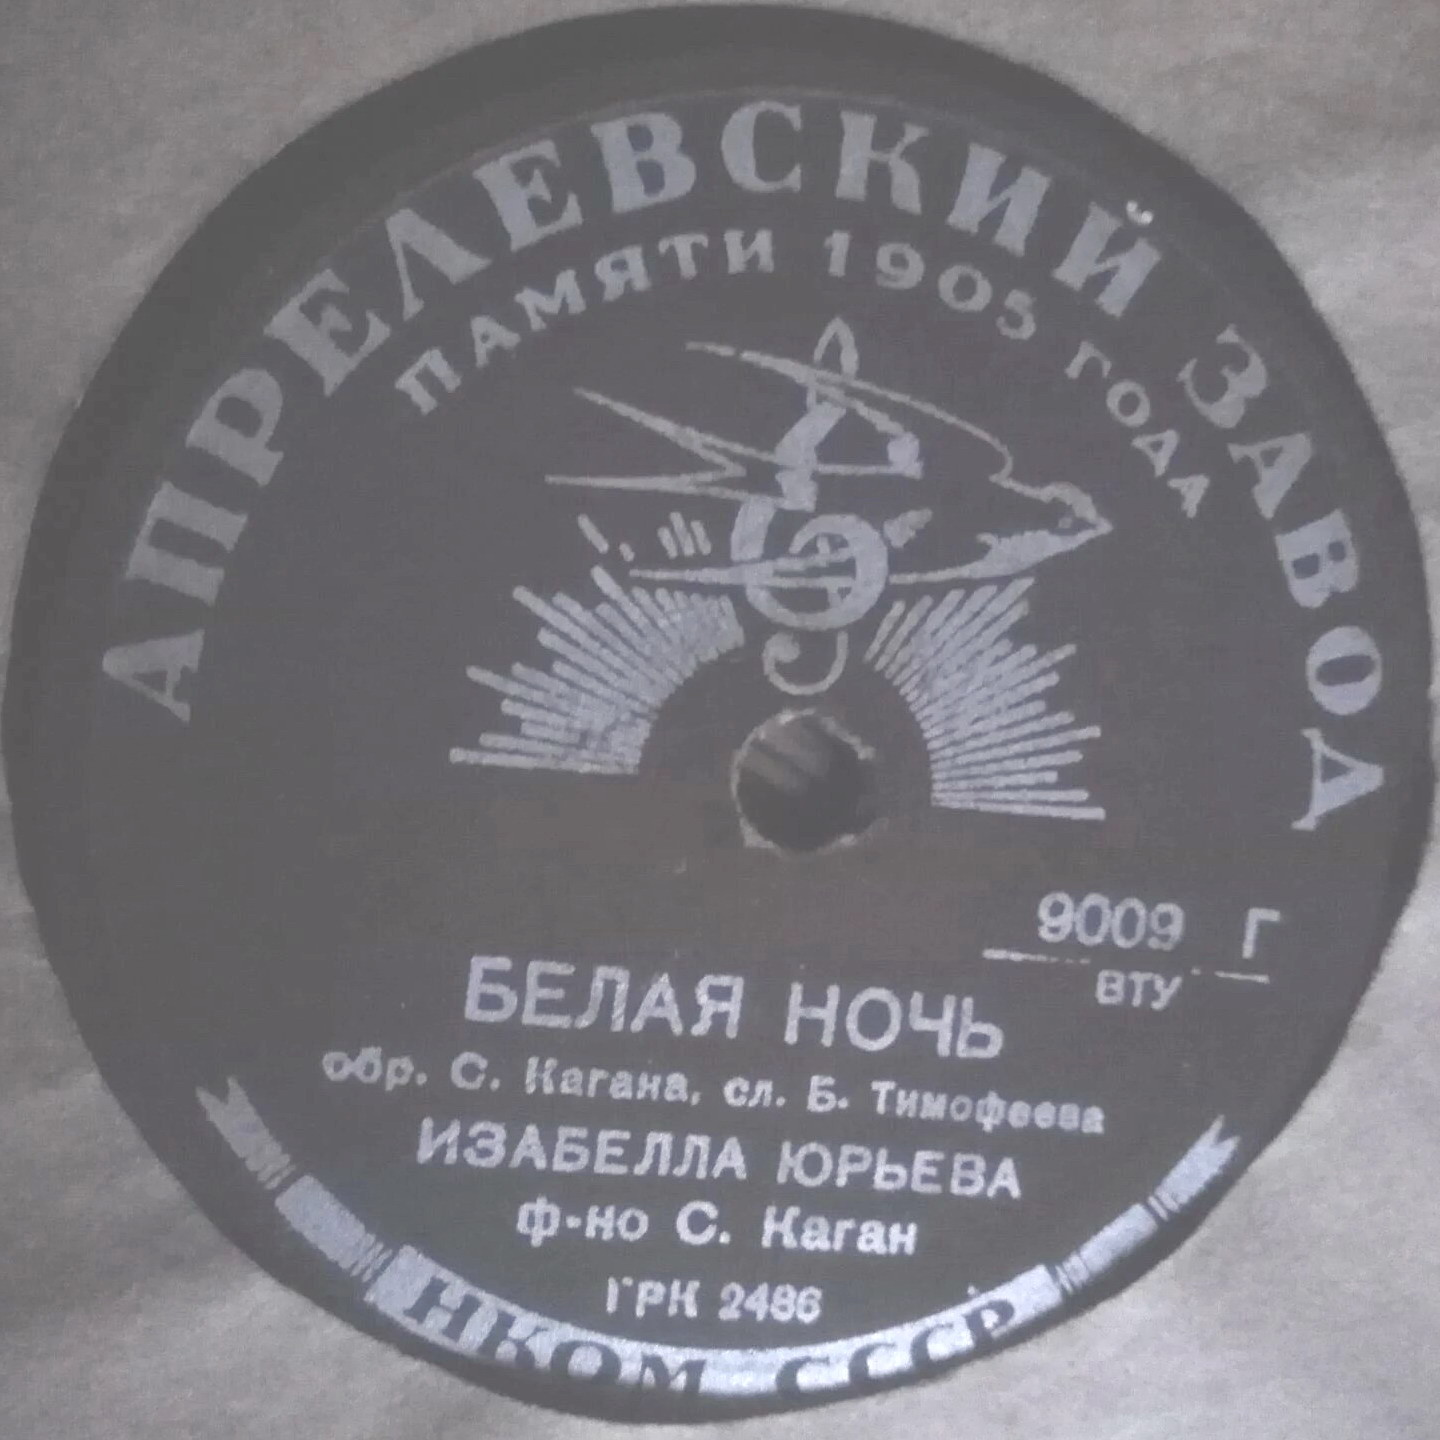 АПРЕЛЕВСКИЙ ЗАВОД
ПАМЯТИ 1905 ГОДА
9009 Г
ВТУ
БЕЛАЯ НОЧЬ
обр. С. Кагана, сл. Б. Тимофеева
ИЗАБЕЛЛА ЮРЬЕВА
ф-но С. Каган
ГРК 2486
НКОМ СССР